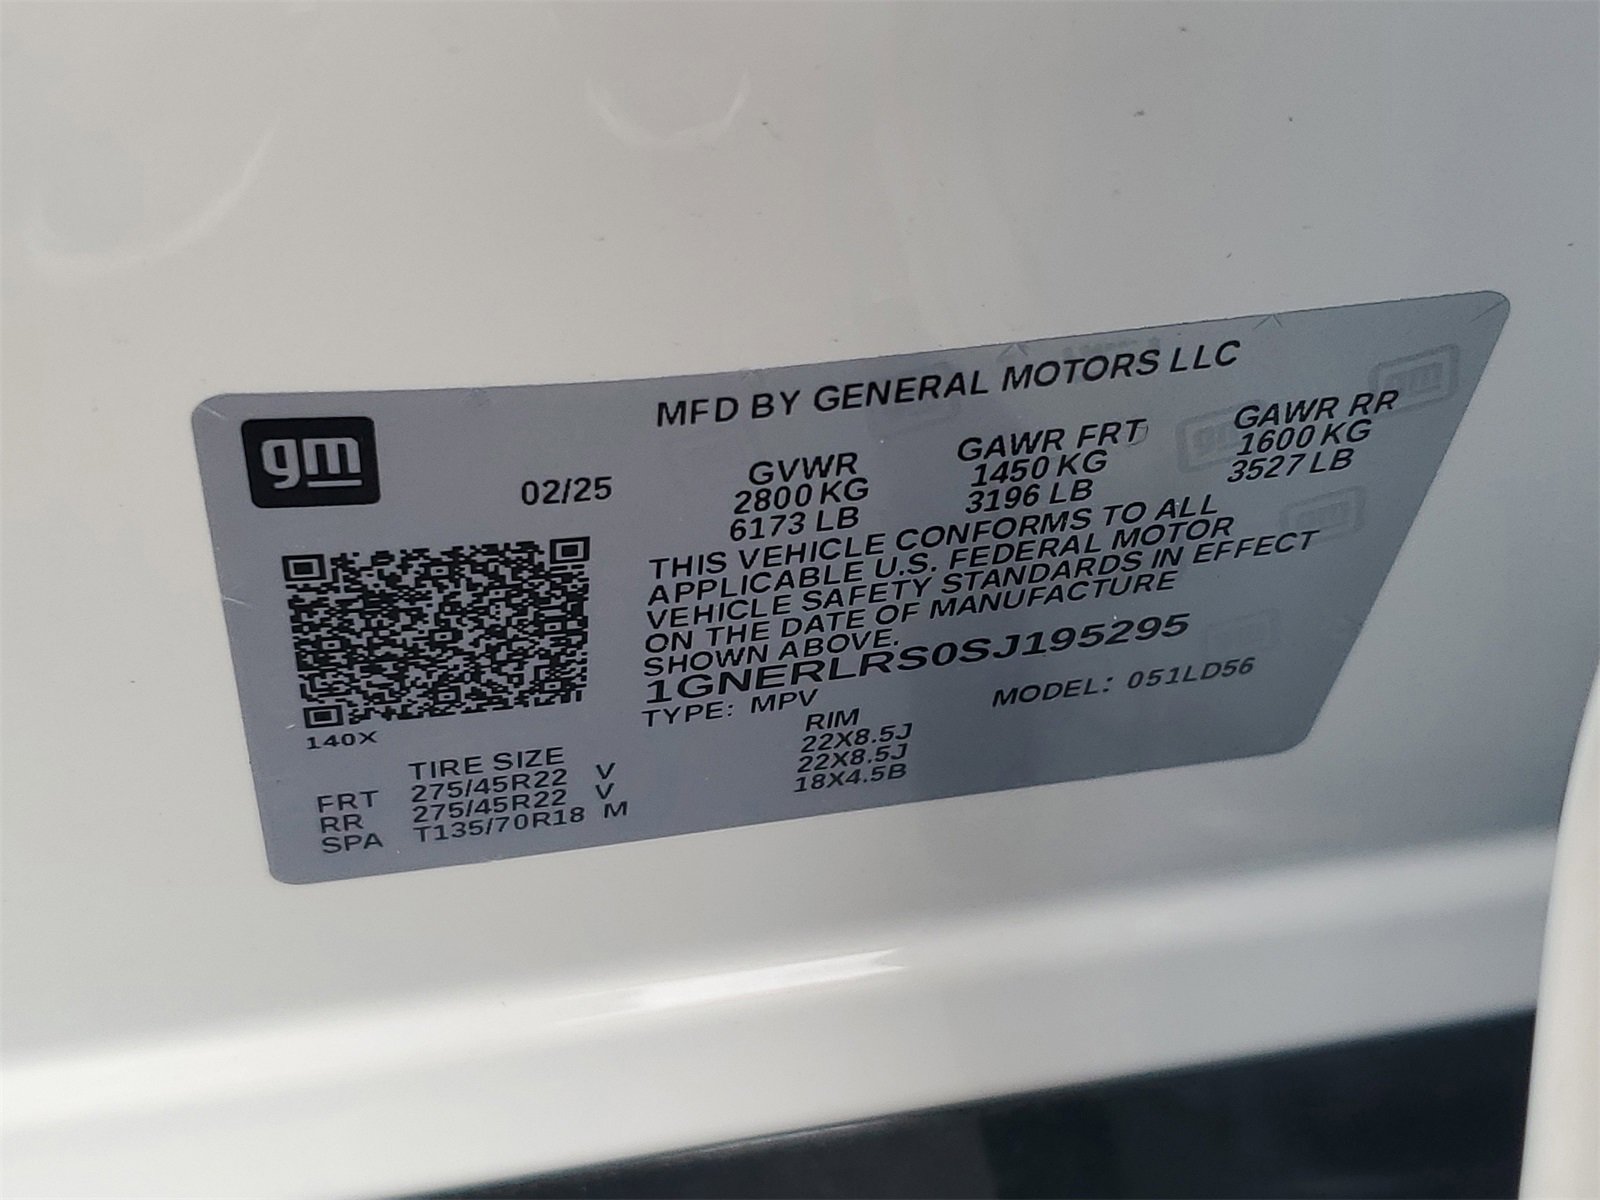 MFD BY GENERAL MOTORS LLC
gm
02/25
GVWR GAWR FRT GAWR RR
2800 KG 1450 KG 1600 KG
6173 LB 3196 LB 3527 LB
THIS VEHICLE CONFORMS TO ALL
APPLICABLE U.S. FEDERAL MOTOR
VEHICLE SAFETY STANDARDS IN EFFECT
ON THE DATE OF MANUFACTURE
SHOWN ABOVE.
1GNERLRS0SJ195295
TYPE: MPV MODEL: 051LD56
140X
TIRE SIZE RIM
FRT 275/45R22 V 22X8.5J
RR 275/45R22 V 22X8.5J
SPA T135/70R18 M 18X4.5B